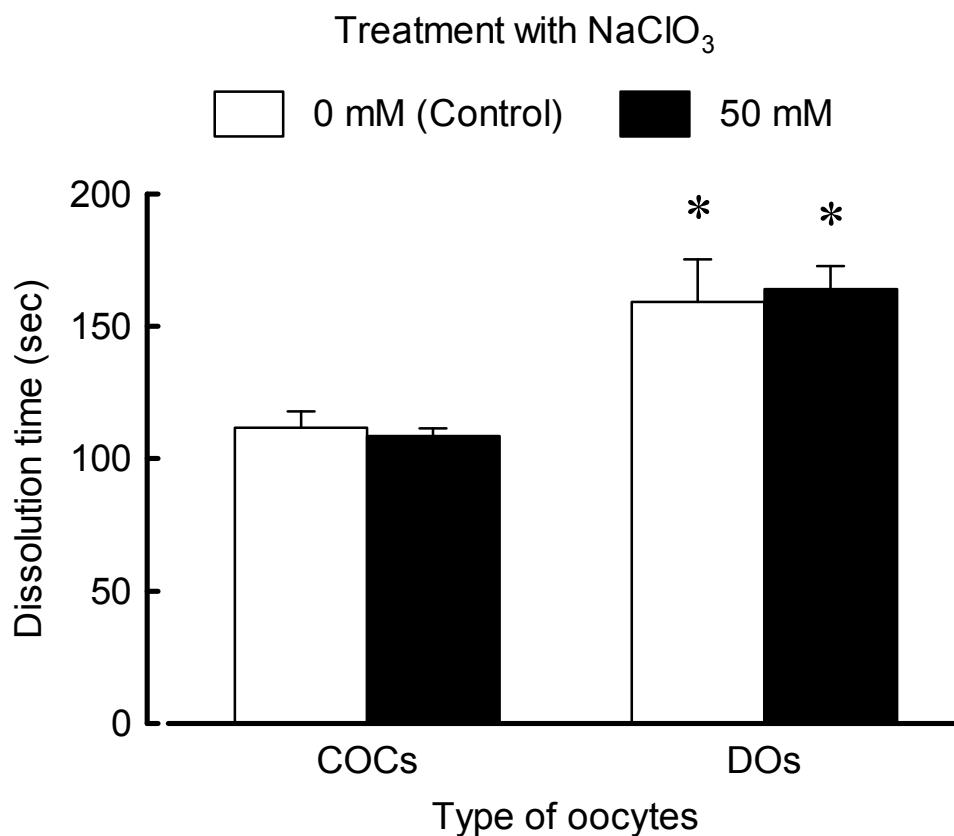 Treatment with NaClO₃
0 mM (Control) 50 mM
Dissolution time (sec)
200
150
100
50
0
* *
COCs DOs
Type of oocytes